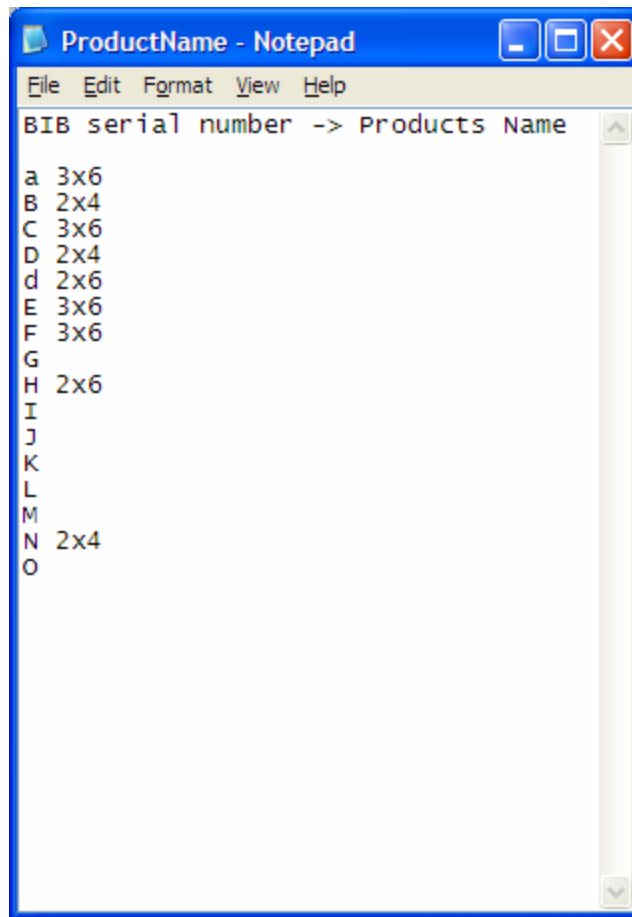 ProductName - Notepad
File Edit Format View Help
BIB serial number -> Products Name
a 3x6
B 2x4
C 3x6
D 2x4
d 2x6
E 3x6
F 3x6
G
H 2x6
I
J
K
L
M
N 2x4
O